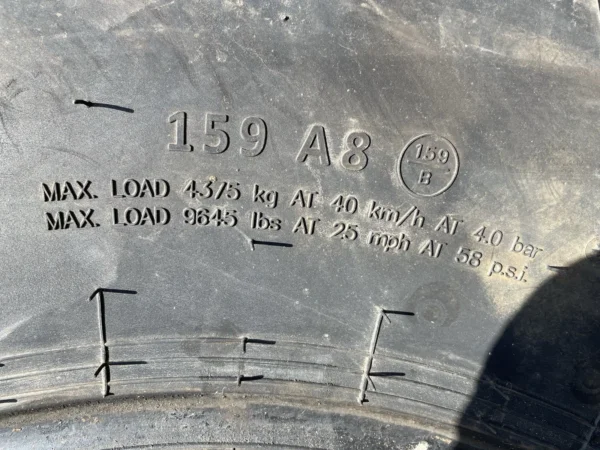 159 A8
159
B
MAX. LOAD 4375 kg AT 40 km/h AT 4.0 bar
MAX. LOAD 9645 lbs AT 25 mph AT 58 p.s.i.